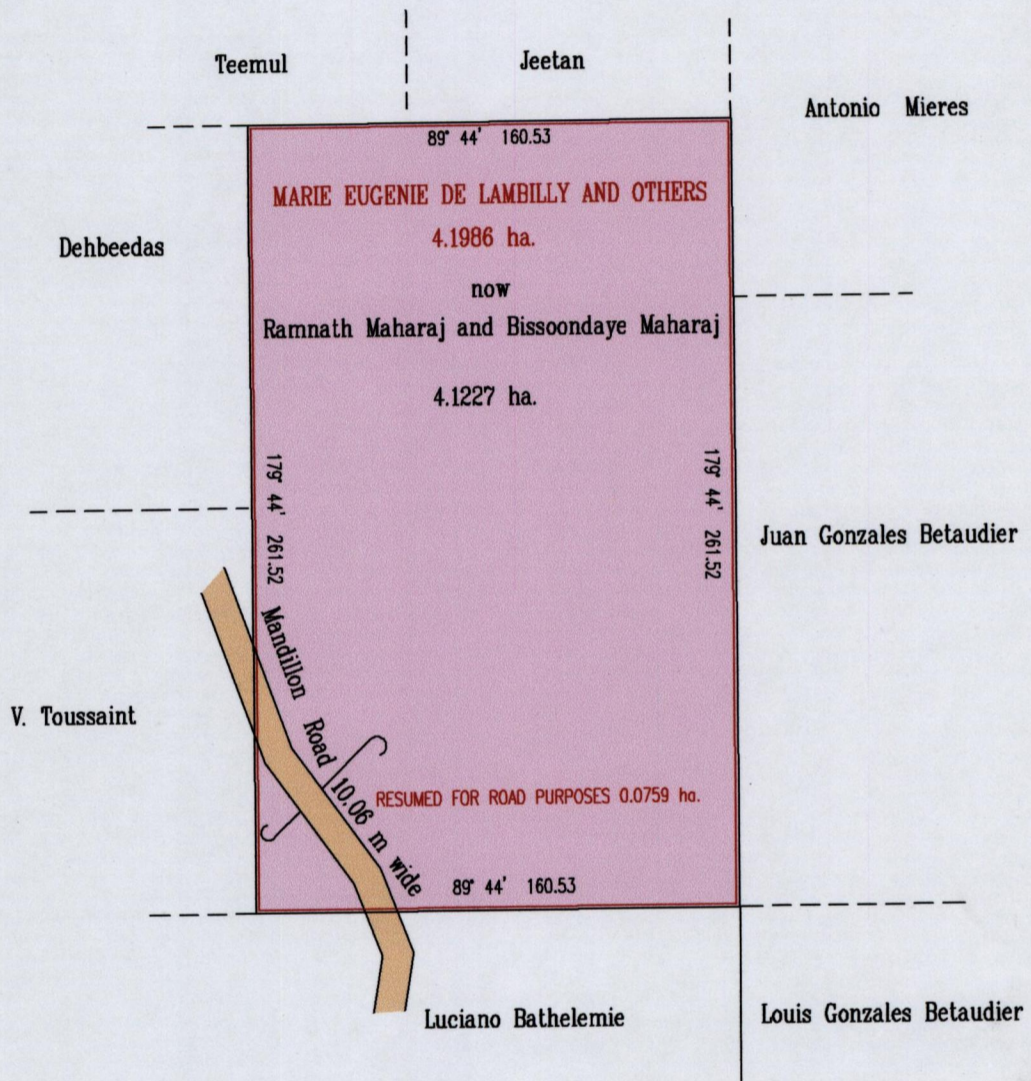 Teemul
Jeetan
Antonio Mieres
89° 44' 160.53
MARIE EUGENIE DE LAMBILLY AND OTHERS
4.1986 ha.
Dehbeedas
now
Ramnath Maharaj and Bissoondaye Maharaj
4.1227 ha.
179° 44' 261.52
179° 44' 261.52
Juan Gonzales Betaudier
Mandillon Road 10.06 m wide
V. Toussaint
RESUMED FOR ROAD PURPOSES 0.0759 ha.
89° 44' 160.53
Luciano Bathelemie
Louis Gonzales Betaudier